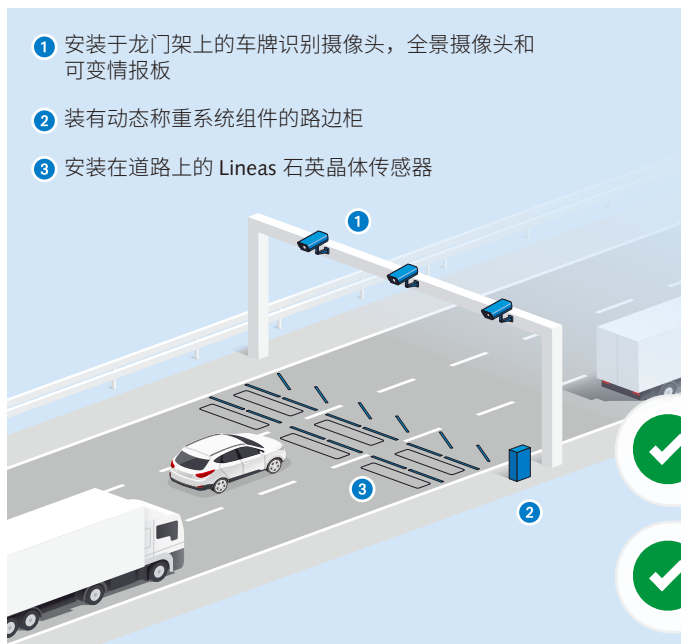 1 安装于龙门架上的车牌识别摄像头，全景摄像头和
可变情报板
2 装有动态称重系统组件的路边柜
3 安装在道路上的 Lineas 石英晶体传感器
1
3
2